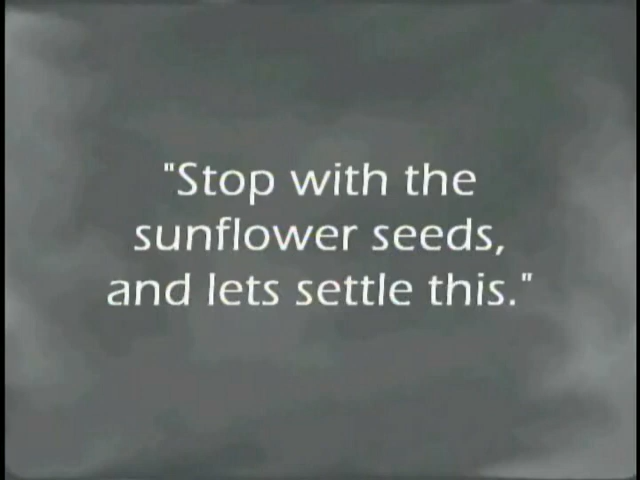 "Stop with the
sunflower seeds,
and lets settle this."